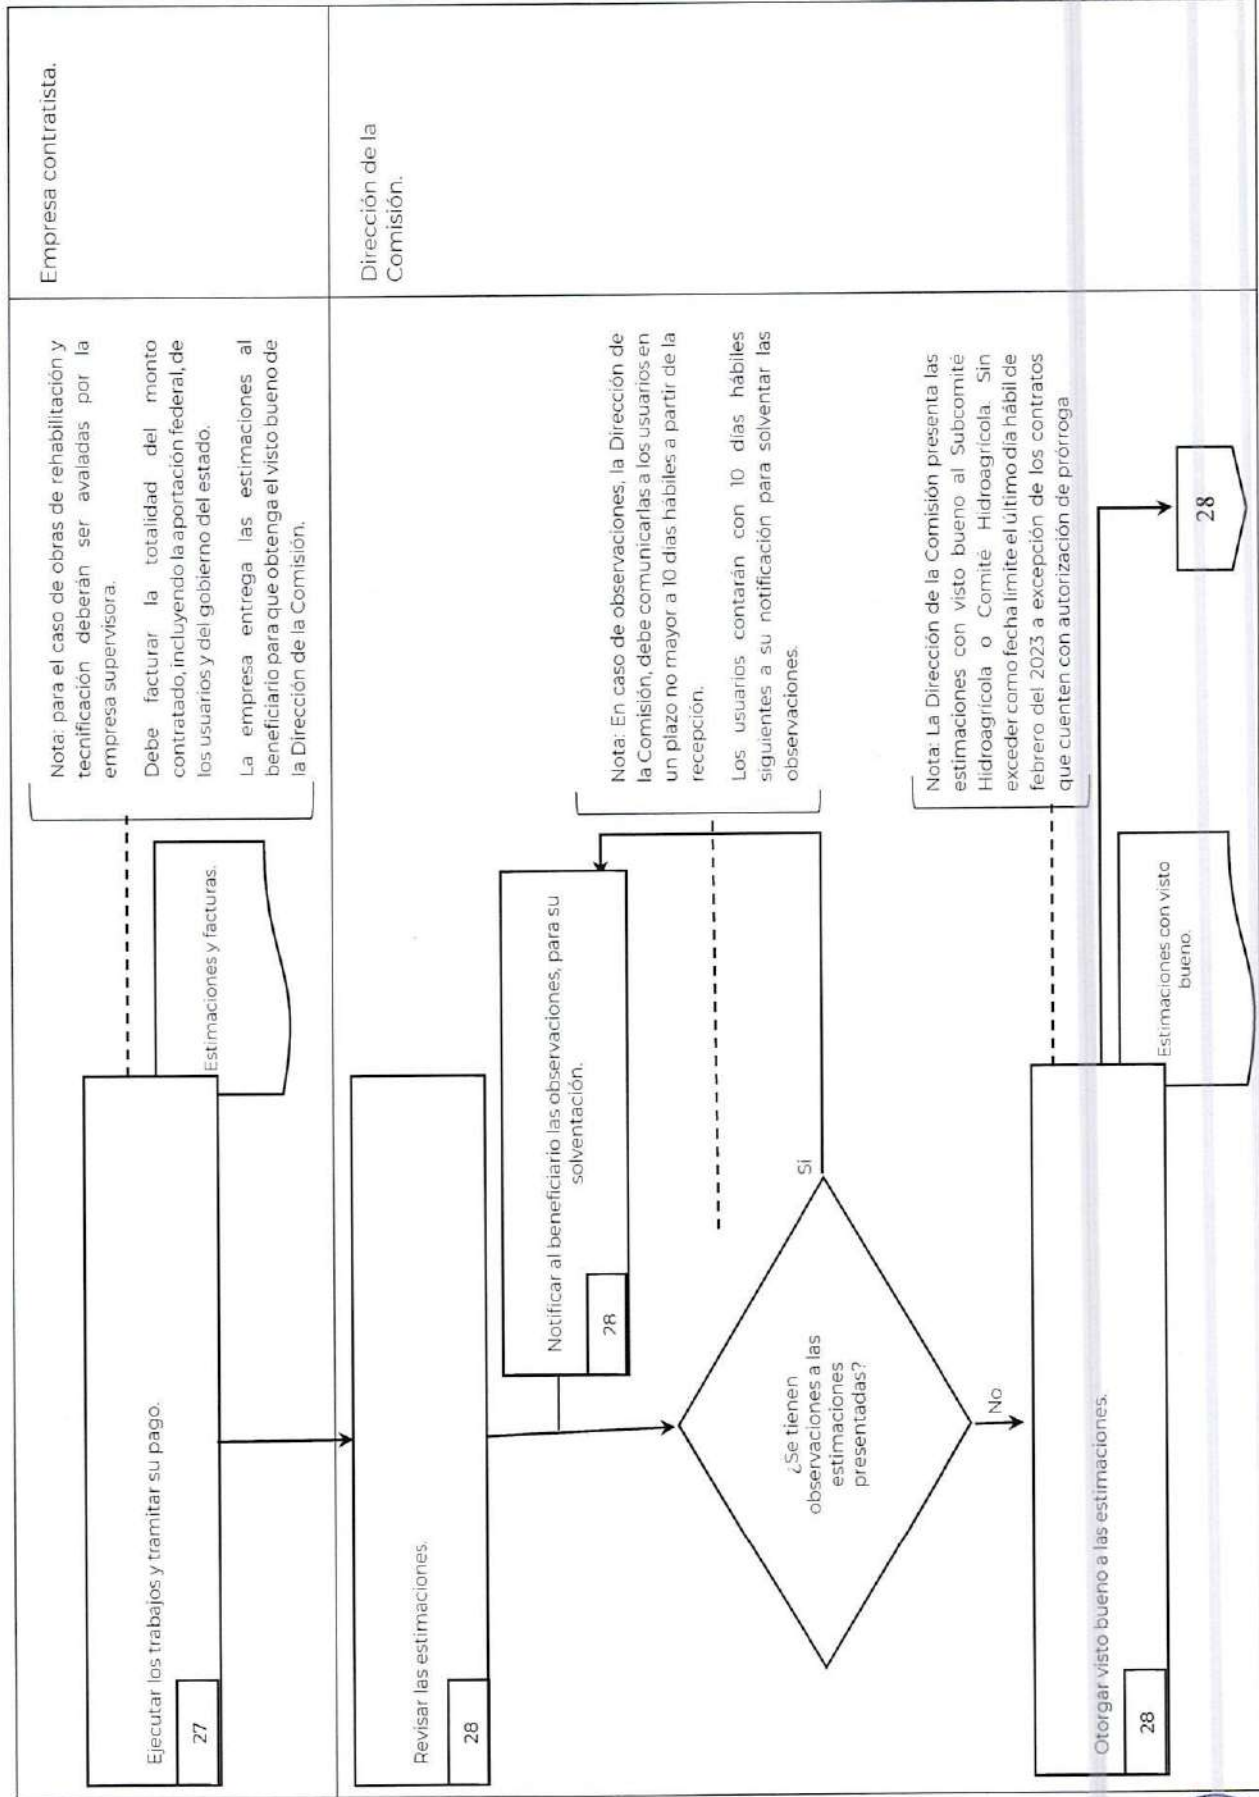 Empresa contratista.
Nota: para el caso de obras de rehabilitación y
tecnificación deberán ser avaladas por la
empresa supervisora.
Debe facturar la totalidad del monto
contratado, incluyendo la aportación federal, de
los usuarios y del gobierno del estado.
La empresa entrega las estimaciones al
beneficiario para que obtenga el visto bueno de
la Dirección de la Comisión.
Ejecutar los trabajos y tramitar su pago.
27
Estimaciones y facturas.
Dirección de la
Comisión.
Revisar las estimaciones.
28
Notificar al beneficiario las observaciones, para su
solventación.
28
Nota: En caso de observaciones, la Dirección de
la Comisión, debe comunicarlas a los usuarios en
un plazo no mayor a 10 días hábiles a partir de la
recepción.
Los usuarios contarán con 10 días hábiles
siguientes a su notificación para solventar las
observaciones.
¿Se tienen
observaciones a las
estimaciones
presentadas?
Si
No
Otorgar visto bueno a las estimaciones.
28
Estimaciones con visto
bueno.
Nota: La Dirección de la Comisión presenta las
estimaciones con visto bueno al Subcomité
Hidroagrícola o Comité Hidroagrícola. Sin
exceder como fecha límite el último día hábil de
febrero del 2023 a excepción de los contratos
que cuenten con autorización de prórroga
28